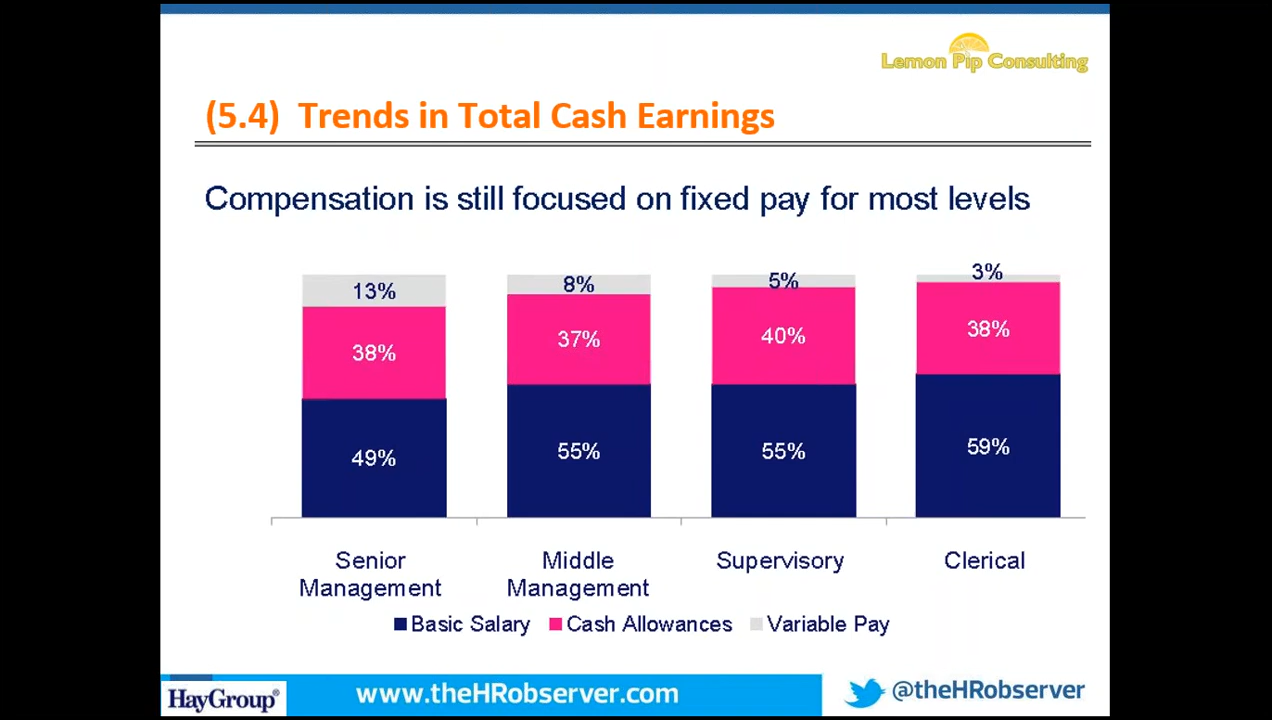 Lemon Pip Consulting
(5.4) Trends in Total Cash Earnings
Compensation is still focused on fixed pay for most levels
13% 8% 5% 3%
38% 37% 40% 38%
49% 55% 55% 59%
Senior Management
Middle Management
Supervisory
Clerical
Basic Salary Cash Allowances Variable Pay
HayGroup® www.theHRobserver.com @theHRobserver